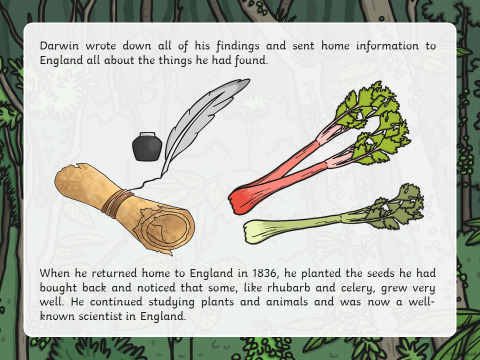 Darwin wrote down all of his findings and sent home information to
England all about the things he had found.
When he returned home to England in 1836, he planted the seeds he had
bought back and noticed that some, like rhubarb and celery, grew very
well. He continued studying plants and animals and was now a well-
known scientist in England.